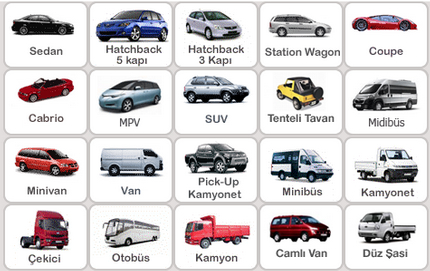 Sedan
Hatchback
5 kapı
Hatchback
3 Kapı
Station Wagon
Coupe
Cabrio
MPV
SUV
Tenteli Tavan
Midibüs
Minivan
Van
Pick-Up
Kamyonet
Minibüs
Kamyonet
Çekici
Otobüs
Kamyon
Camlı Van
Düz Şasi